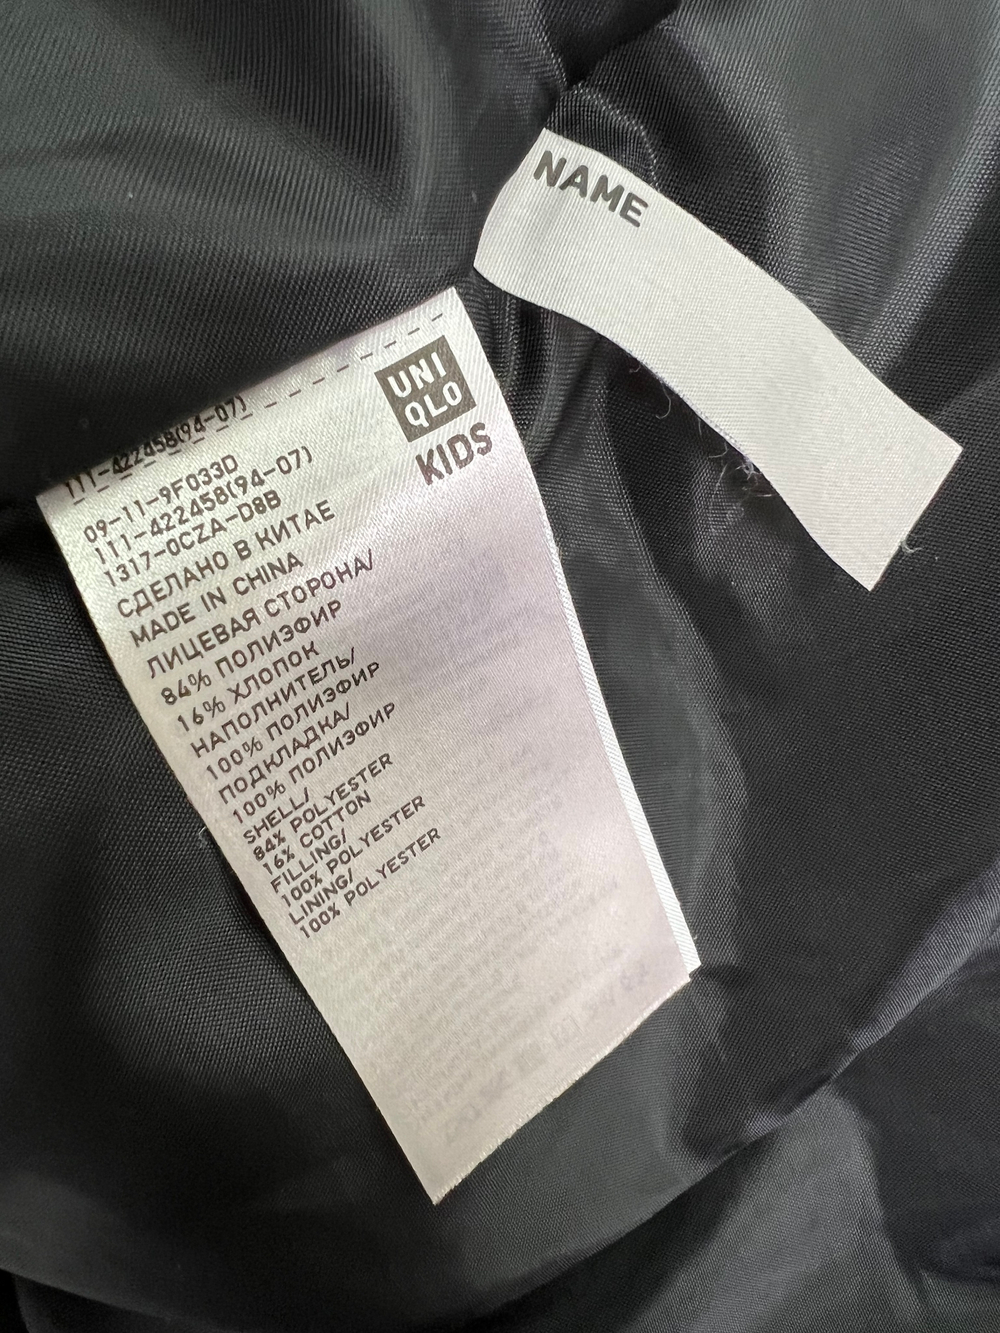 NAME
UNI
QLO
KIDS
111-422458(94-07)
09-11-9F033D
111-422458(94-07)
1317-0CZA-D8B
СДЕЛАНО В КИТАЕ
MADE IN CHINA
ЛИЦЕВАЯ СТОРОНА/
84% ПОЛИЭФИР
16% ХЛОПОК
НАПОЛНИТЕЛЬ/
100% ПОЛИЭФИР
ПОДКЛАДКА/
100% ПОЛИЭФИР
SHELL/
84% POLYESTER
16% COTTON
FILLING/
100% POLYESTER
LINING/
100% POLYESTER